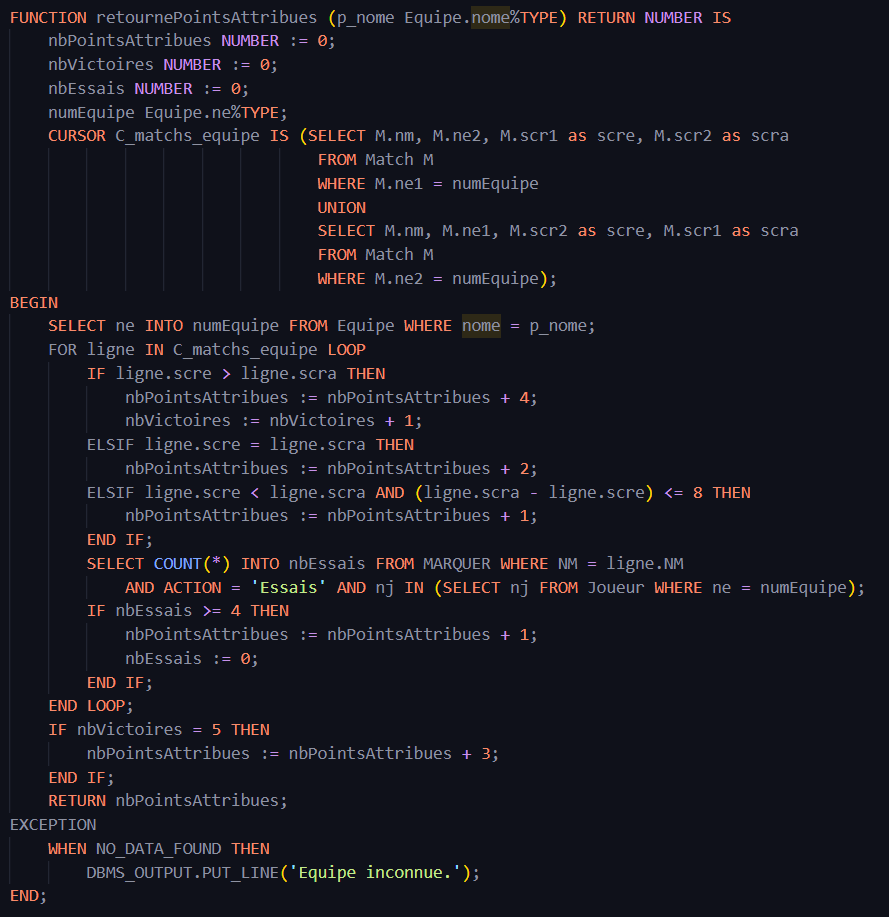 FUNCTION retournePointsAttribues (p_nome Equipe.nome%TYPE) RETURN NUMBER IS
    nbPointsAttribues NUMBER := 0;
    nbVictoires NUMBER := 0;
    nbEssais NUMBER := 0;
    numEquipe Equipe.ne%TYPE;
    CURSOR C_matchs_equipe IS (SELECT M.nm, M.ne2, M.scr1 as scre, M.scr2 as scra
                                FROM Match M
                                WHERE M.ne1 = numEquipe
                                UNION
                                SELECT M.nm, M.ne1, M.scr2 as scre, M.scr1 as scra
                                FROM Match M
                                WHERE M.ne2 = numEquipe);
BEGIN
    SELECT ne INTO numEquipe FROM Equipe WHERE nome = p_nome;
    FOR ligne IN C_matchs_equipe LOOP
        IF ligne.scre > ligne.scra THEN
            nbPointsAttribues := nbPointsAttribues + 4;
            nbVictoires := nbVictoires + 1;
        ELSIF ligne.scre = ligne.scra THEN
            nbPointsAttribues := nbPointsAttribues + 2;
        ELSIF ligne.scre < ligne.scra AND (ligne.scra - ligne.scre) <= 8 THEN
            nbPointsAttribues := nbPointsAttribues + 1;
        END IF;
        SELECT COUNT(*) INTO nbEssais FROM MARQUER WHERE NM = ligne.NM
            AND ACTION = 'Essais' AND nj IN (SELECT nj FROM Joueur WHERE ne = numEquipe);
        IF nbEssais >= 4 THEN
            nbPointsAttribues := nbPointsAttribues + 1;
            nbEssais := 0;
        END IF;
    END LOOP;
    IF nbVictoires = 5 THEN
        nbPointsAttribues := nbPointsAttribues + 3;
    END IF;
    RETURN nbPointsAttribues;
EXCEPTION
    WHEN NO_DATA_FOUND THEN
        DBMS_OUTPUT.PUT_LINE('Equipe inconnue.');
END;